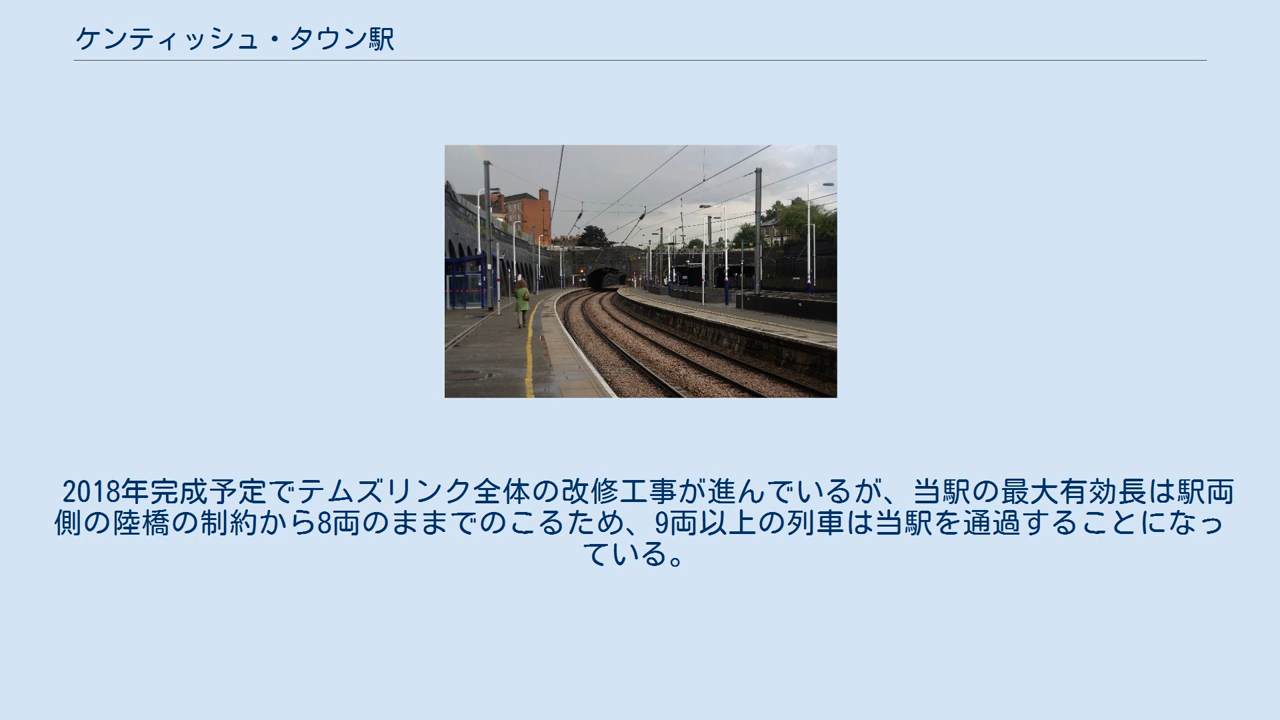 ケンティッシュ・タウン駅
2018年完成予定でテムズリンク全体の改修工事が進んでいるが、当駅の最大有効長は駅両
側の陸橋の制約から8両のままでのこるため、9両以上の列車は当駅を通過することになっ
ている。